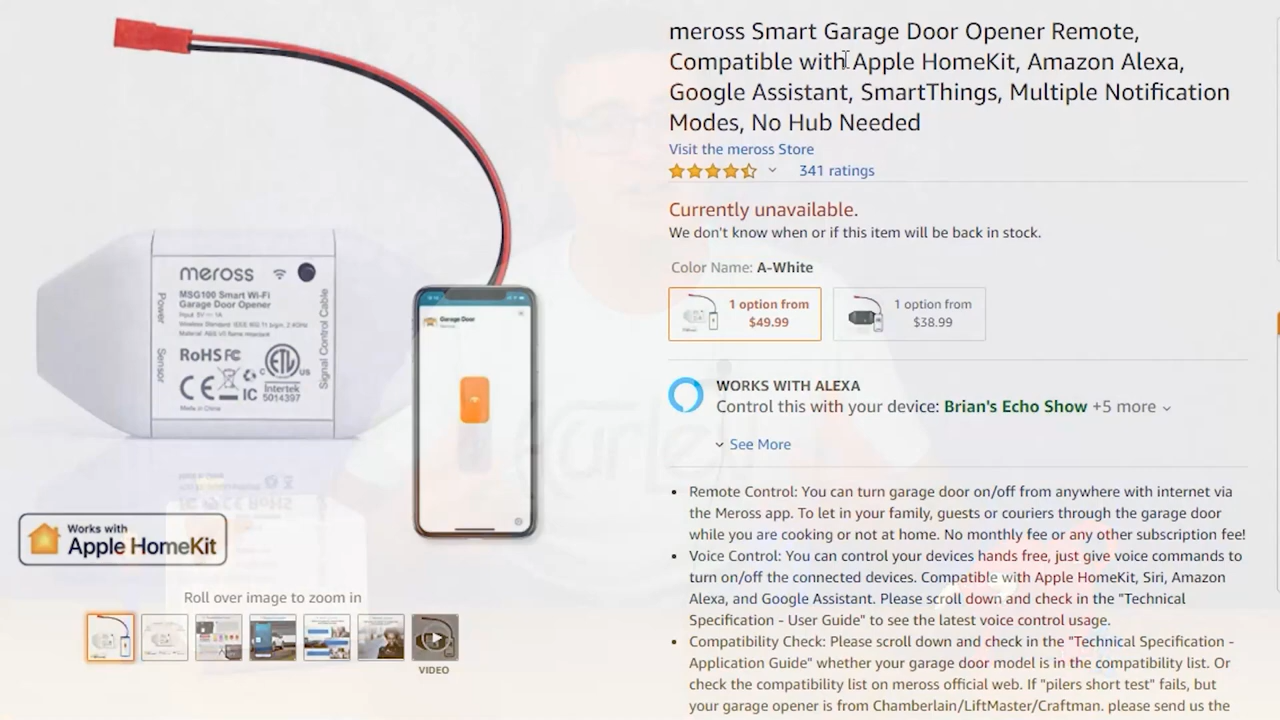 meross Smart Garage Door Opener Remote,
Compatible with Apple HomeKit, Amazon Alexa,
Google Assistant, SmartThings, Multiple Notification
Modes, No Hub Needed
Visit the meross Store
341 ratings
Currently unavailable.
We don't know when or if this item will be back in stock.
Color Name: A-White
1 option from
$49.99
1 option from
$38.99
WORKS WITH ALEXA
Control this with your device: Brian's Echo Show +5 more
See More
• Remote Control: You can turn garage door on/off from anywhere with internet via
the Meross app. To let in your family, guests or couriers through the garage door
while you are cooking or not at home. No monthly fee or any other subscription fee!
• Voice Control: You can control your devices hands free, just give voice commands to
turn on/off the connected devices. Compatible with Apple HomeKit, Siri, Amazon
Alexa, and Google Assistant. Please scroll down and check in the "Technical
Specification - User Guide" to see the latest voice control usage.
• Compatibility Check: Please scroll down and check in the "Technical Specification -
Application Guide" whether your garage door model is in the compatibility list. Or
check the compatibility list on meross official web. If "pilers short test" fails, but
your garage opener is from Chamberlain/LiftMaster/Craftman. please send us the
meross
MSG100 Smart Wi-Fi
Garage Door Opener
Input: 5V 1A
Power
Sensor
Signal Control Cable
RoHS FC
ETL
C US
CE IC
Intertek
5014397
Made in China
Garage Door
Works with
Apple HomeKit
Roll over image to zoom in
VIDEO